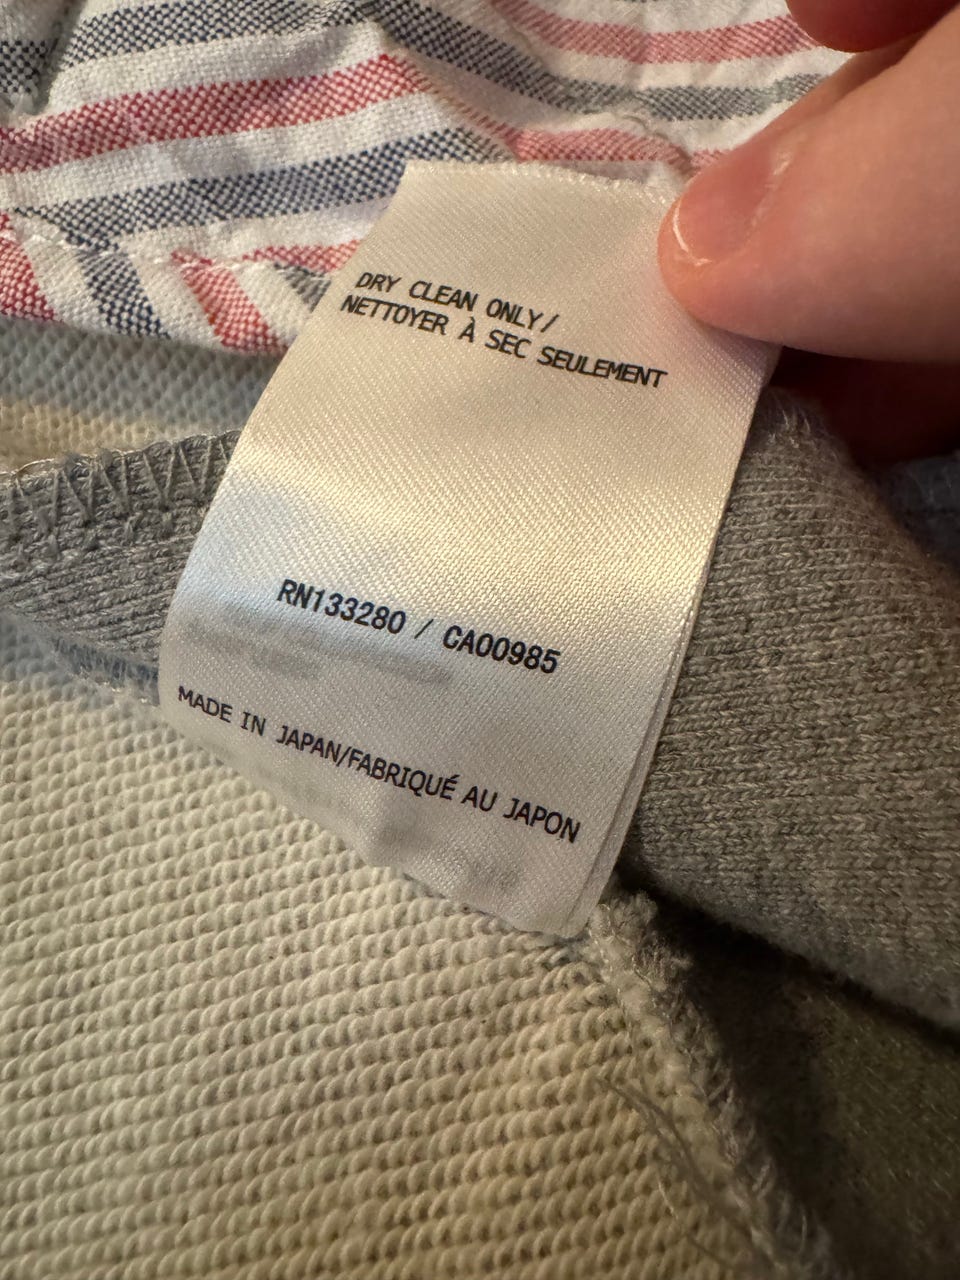 DRY CLEAN ONLY/
NETTOYER À SEC SEULEMENT
RN133280 / CA00985
MADE IN JAPAN/FABRIQUÉ AU JAPON